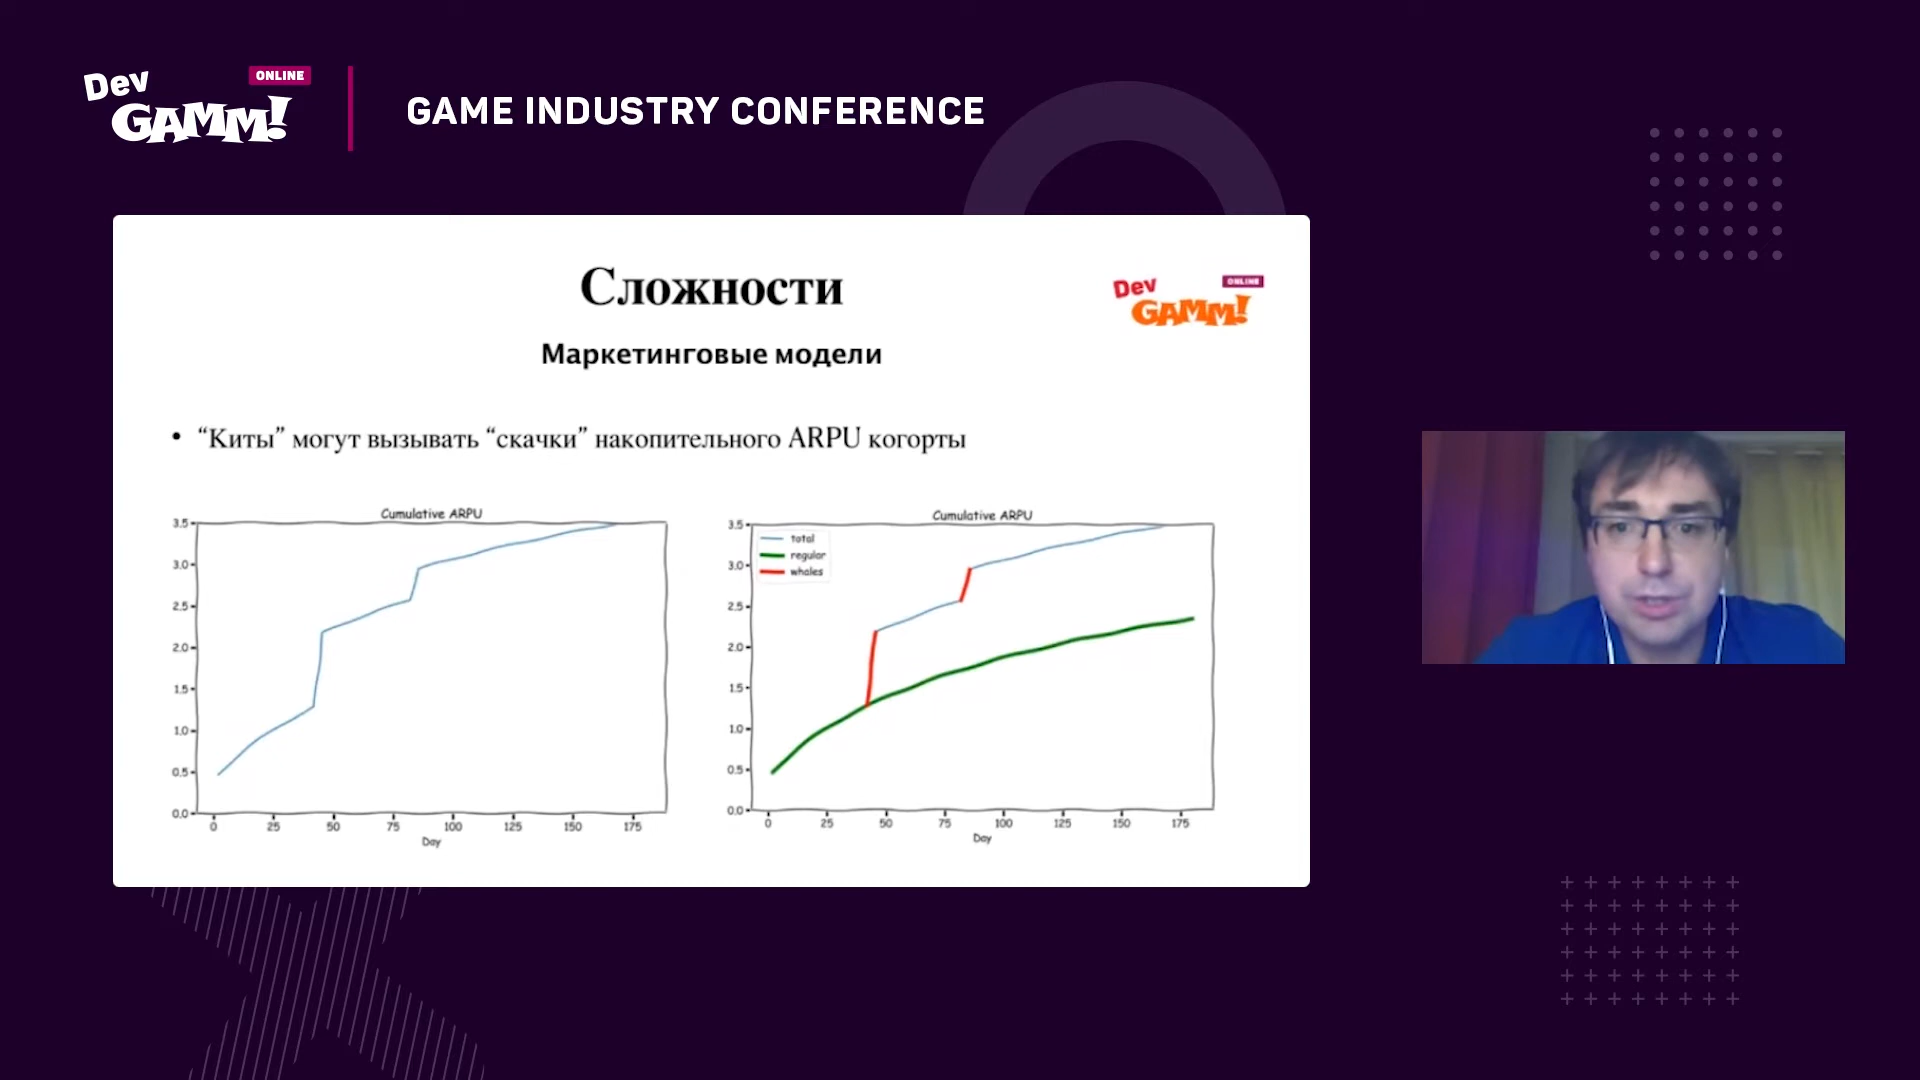 Dev
ONLINE
GAMM!
GAME INDUSTRY CONFERENCE
Сложности
Dev
ONLINE
GAMM!
Маркетинговые модели
• “Киты” могут вызывать “скачки” накопительного ARPU когорты
Cumulative ARPU
3.5
3.0
2.5
2.0
1.5
1.0
0.5
0.0
0 25 50 75 100 125 150 175
Day
Cumulative ARPU
total
regular
whales
3.5
3.0
2.5
2.0
1.5
1.0
0.5
0.0
0 25 50 75 100 125 150 175
Day